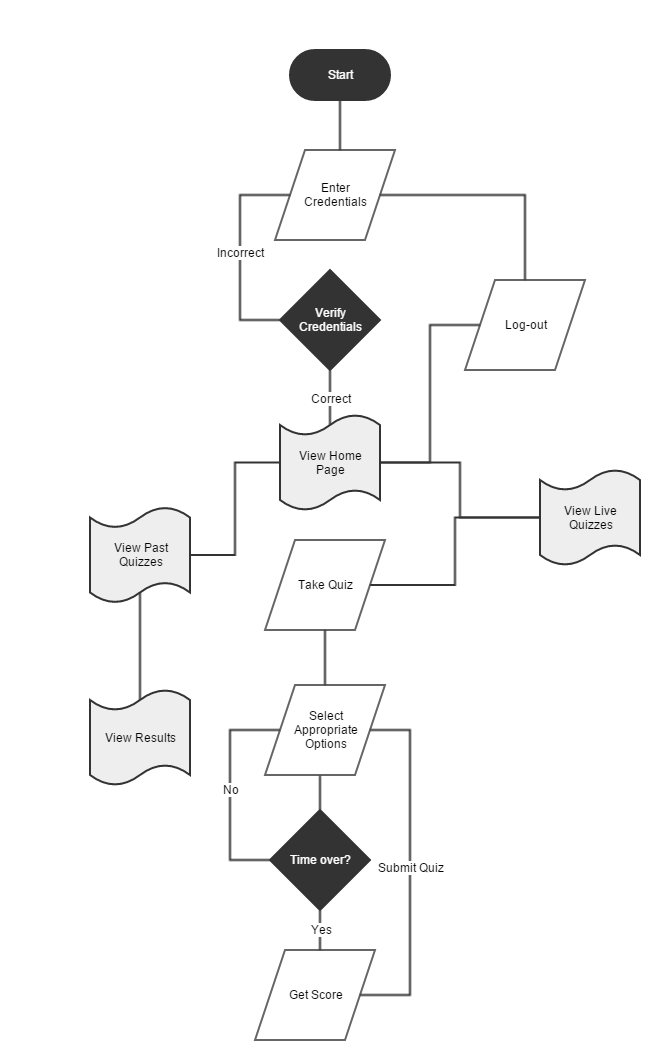 Start
Enter
Credentials
Incorrect
Verify
Credentials
Log-out
Correct
View Home
Page
View Live
Quizzes
View Past
Quizzes
Take Quiz
Select
Appropriate
Options
View Results
No
Time over?
Submit Quiz
Yes
Get Score